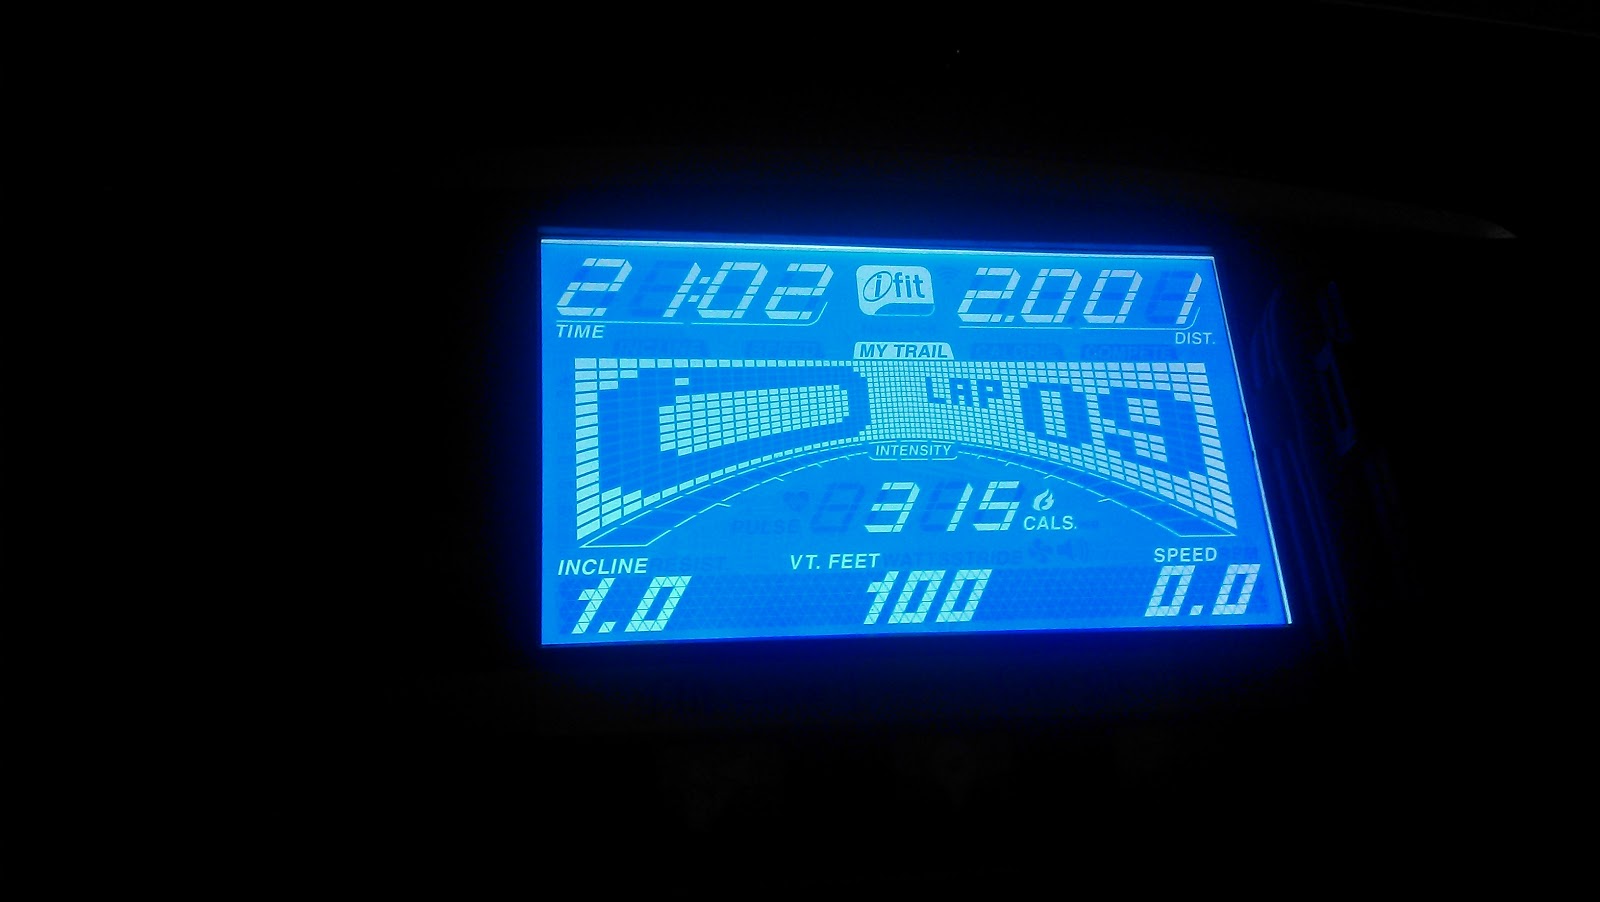 21:02 ifit 2.001
TIME DIST.
MY TRAIL
LAP 09
INTENSITY
315 CALS.
INCLINE VT. FEET SPEED
1.0 100 0.0